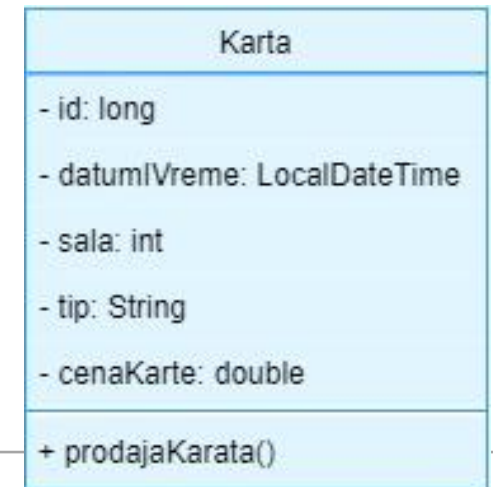 Karta
- id: long
- datumIVreme: LocalDateTime
- sala: int
- tip: String
- cenaKarte: double
+ prodajaKarata()